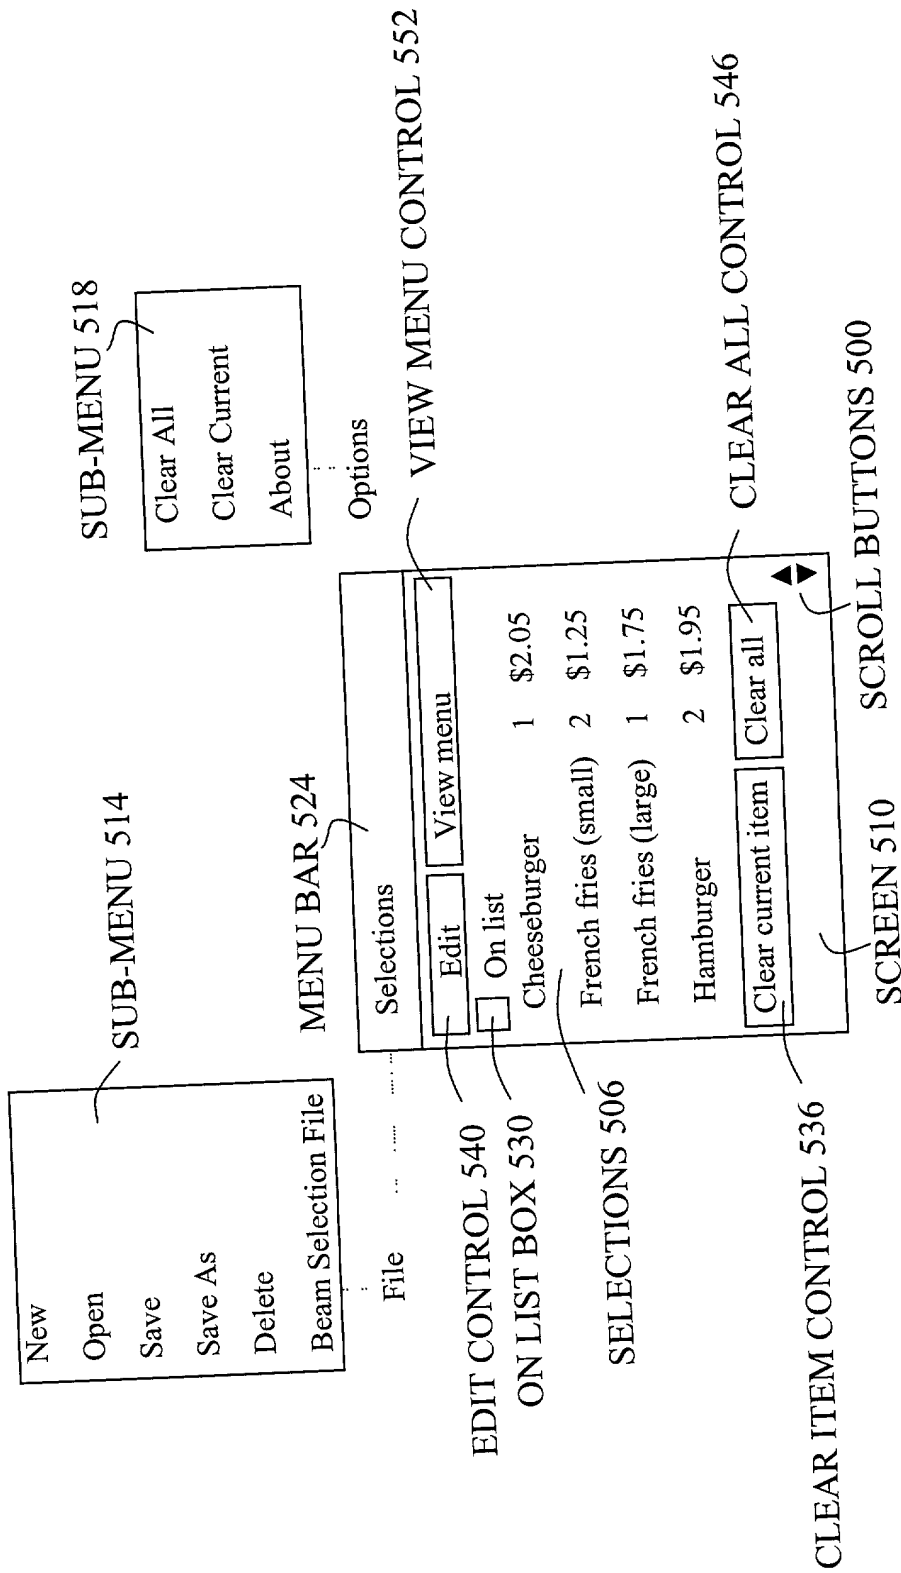 SUB-MENU 514
New
Open
Save
Save As
Delete
Beam Selection File
File
SUB-MENU 518
Clear All
Clear Current
About
Options
MENU BAR 524
Selections
VIEW MENU CONTROL 552
Edit
View menu
EDIT CONTROL 540
On list
ON LIST BOX 530
Cheeseburger 1 $2.05
French fries (small) 2 $1.25
French fries (large) 1 $1.75
Hamburger 2 $1.95
SELECTIONS 506
Clear current item
Clear all
CLEAR ALL CONTROL 546
CLEAR ITEM CONTROL 536
SCREEN 510
SCROLL BUTTONS 500